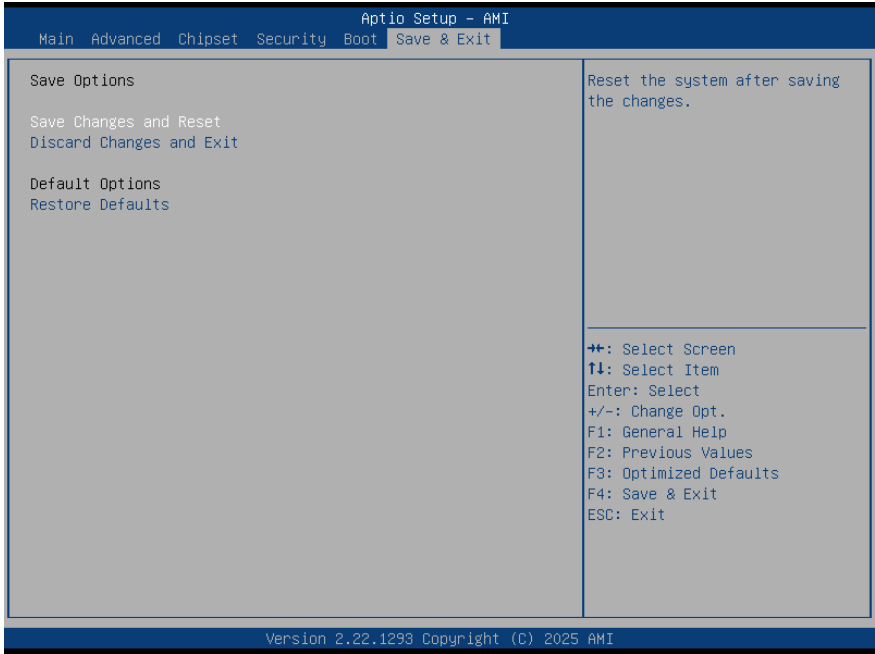 Aptio Setup – AMI
Main Advanced Chipset Security Boot Save & Exit
Save Options
Save Changes and Reset
Discard Changes and Exit
Default Options
Restore Defaults
Reset the system after saving
the changes.
→←: Select Screen
↑↓: Select Item
Enter: Select
+/-: Change Opt.
F1: General Help
F2: Previous Values
F3: Optimized Defaults
F4: Save & Exit
ESC: Exit
Version 2.22.1293 Copyright (C) 2025 AMI